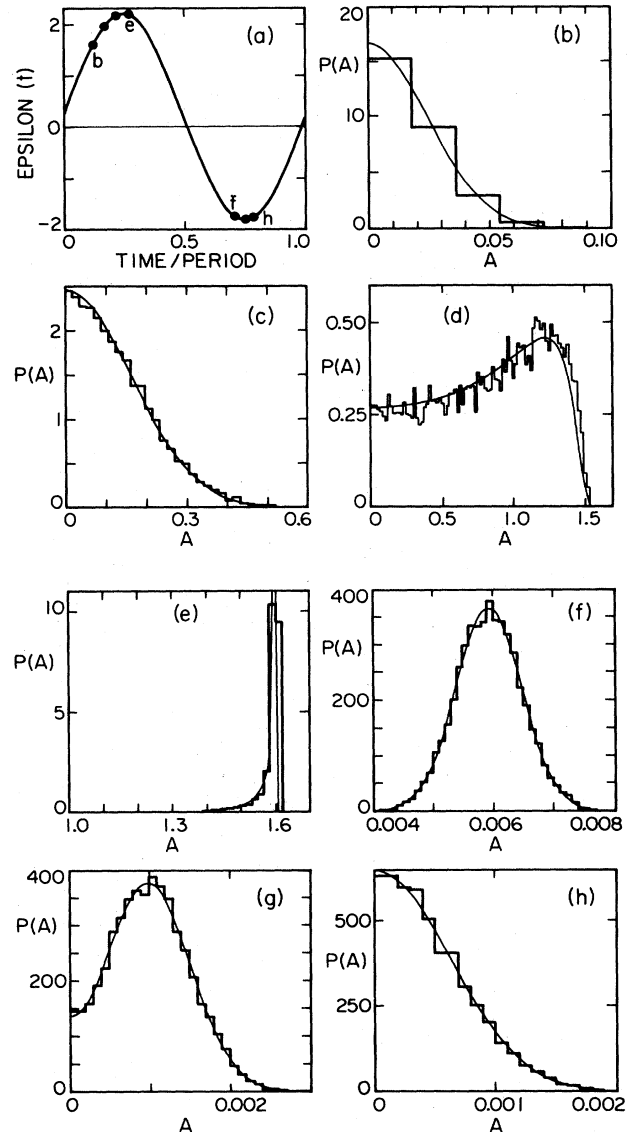 (a)
EPSILON (t)
2
0
-2
b
e
f
h
0
0.5
1.0
TIME/PERIOD
(b)
20
P(A)
10
0
0
0.05
0.10
A
(c)
2
P(A)
1
0
0
0.3
0.6
A
(d)
0.50
P(A)
0.25
0
0
1.0
1.5
A
(e)
10
P(A)
5
0
1.0
1.3
1.6
A
(f)
400
P(A)
200
0
0.004
0.006
0.008
A
(g)
400
P(A)
200
0
0
0.002
A
(h)
500
P(A)
250
0
0
0.001
0.002
A